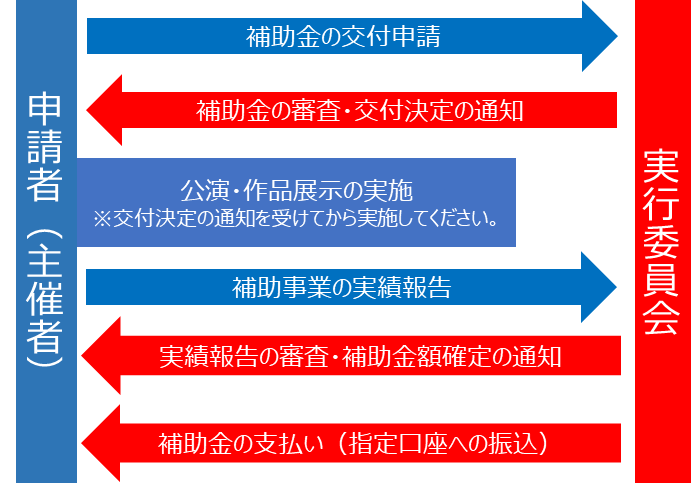 申請者（主催者）
補助金の交付申請
補助金の審査・交付決定の通知
公演・作品展示の実施
※交付決定の通知を受けてから実施してください。
補助事業の実績報告
実績報告の審査・補助金額確定の通知
補助金の支払い（指定口座への振込）
実行委員会